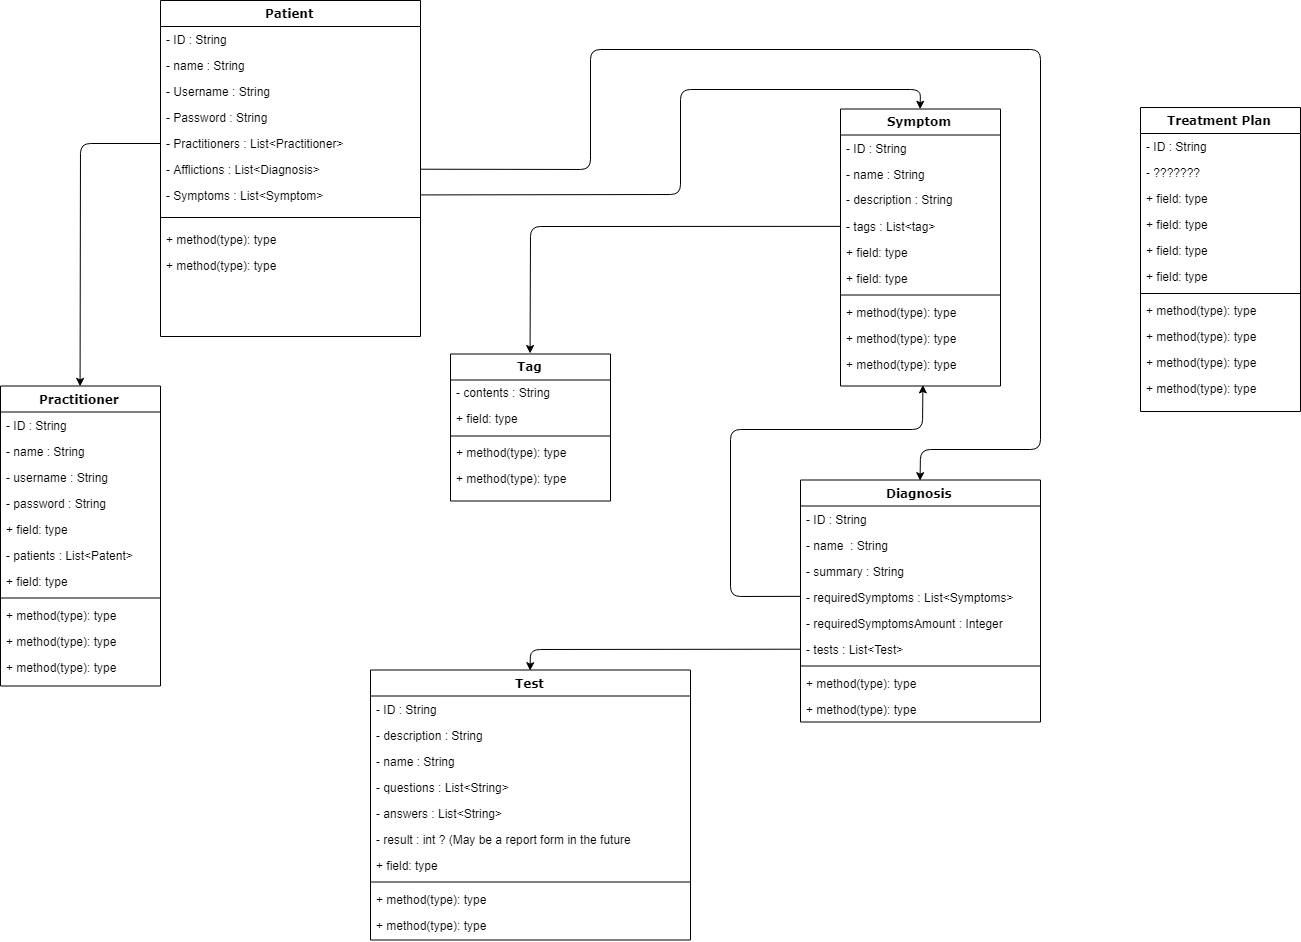 Patient
- ID : String
- name : String
- Username : String
- Password : String
- Practitioners : List<Practitioner>
- Afflictions : List<Diagnosis>
- Symptoms : List<Symptom>
+ method(type): type
+ method(type): type
Symptom
- ID : String
- name : String
- description : String
- tags : List<tag>
+ field: type
+ field: type
+ method(type): type
+ method(type): type
+ method(type): type
Treatment Plan
- ID : String
- ???????
+ field: type
+ field: type
+ field: type
+ field: type
+ method(type): type
+ method(type): type
+ method(type): type
+ method(type): type
Tag
- contents : String
+ field: type
+ method(type): type
+ method(type): type
Practitioner
- ID : String
- name : String
- username : String
- password : String
+ field: type
- patients : List<Patent>
+ field: type
+ method(type): type
+ method(type): type
+ method(type): type
Diagnosis
- ID : String
- name  : String
- summary : String
- requiredSymptoms : List<Symptoms>
- requiredSymptomsAmount : Integer
- tests : List<Test>
+ method(type): type
+ method(type): type
Test
- ID : String
- description : String
- name : String
- questions : List<String>
- answers : List<String>
- result : int ? (May be a report form in the future
+ field: type
+ method(type): type
+ method(type): type